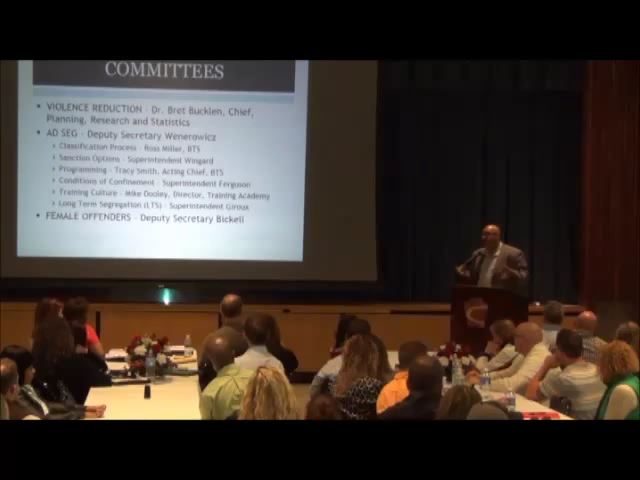 COMMITTEES
• VIOLENCE REDUCTION – Dr. Bret Bucklen, Chief,
Planning, Research and Statistics
• AD SEG – Deputy Secretary Wenerowicz
› Classification Process – Ross Miller, BTS
› Sanction Options – Superintendent Wingard
› Programming – Tracy Smith, Acting Chief, BTS
› Conditions of Confinement – Superintendent Ferguson
› Training Culture – Mike Dooley, Director, Training Academy
› Long Term Segregation (LTS) – Superintendent Giroux
• FEMALE OFFENDERS – Deputy Secretary Bickell